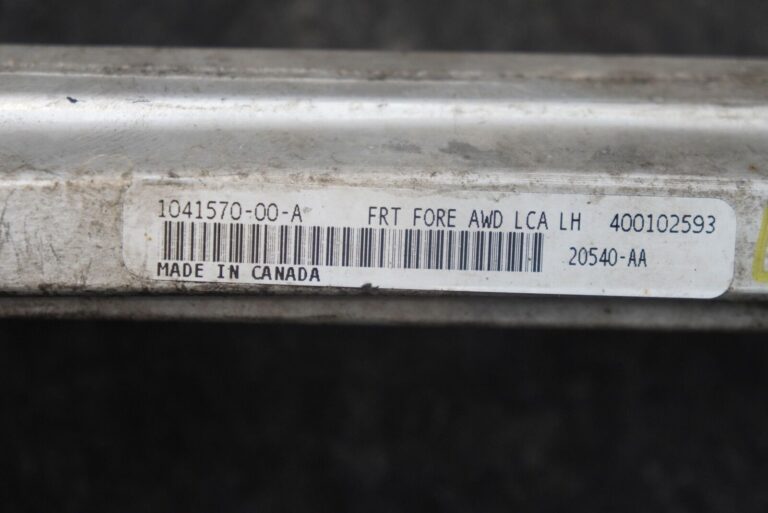 1041570-00-A FRT FORE AWD LCA LH 400102593
20540-AA
MADE IN CANADA